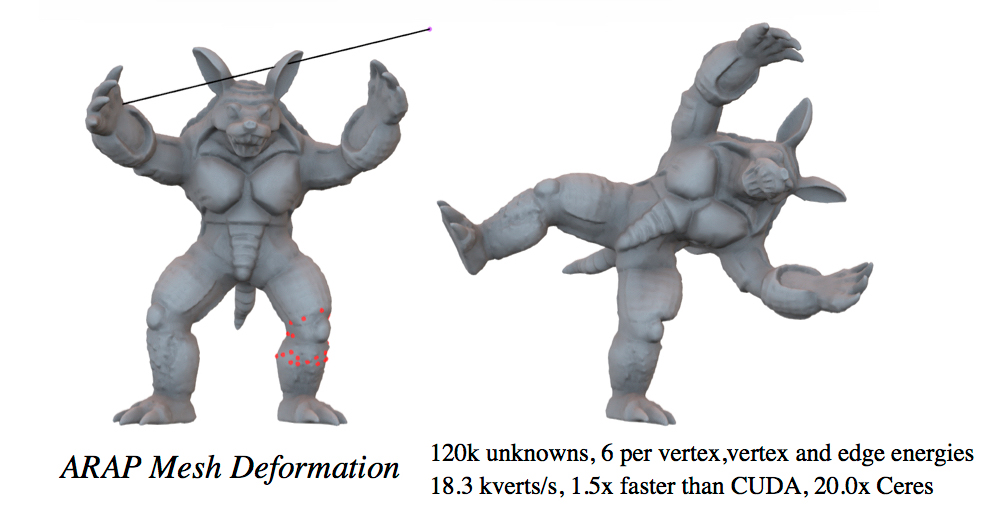 ARAP Mesh Deformation
120k unknowns, 6 per vertex,vertex and edge energies
18.3 kverts/s, 1.5x faster than CUDA, 20.0x Ceres